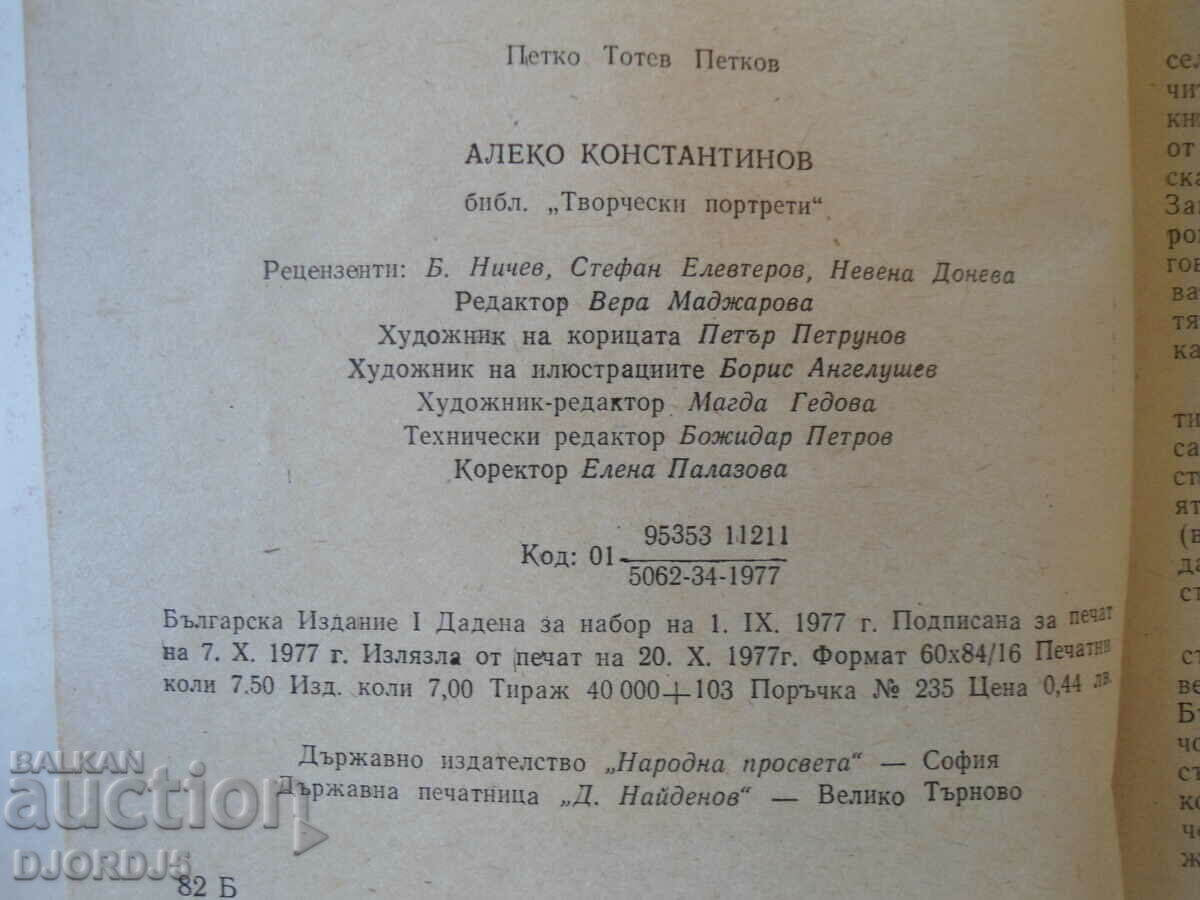 Петко Тотев Петков
АЛЕКО КОНСТАНТИНОВ
библ. „Творчески портрети“
Рецензенти: Б. Ничев, Стефан Елевтеров, Невена Донева
Редактор Вера Маджарова
Художник на корицата Петър Петрунов
Художник на илюстрациите Борис Ангелушев
Художник-редактор Магда Гедова
Технически редактор Божидар Петров
Коректор Елена Палазова
Код: 01 95353 11211
5062-34-1977
Българска Издание I Дадена за набор на 1. IX. 1977 г. Подписана за печат
на 7. X. 1977 г. Излязла от печат на 20. X. 1977г. Формат 60x84/16 Печатни
коли 7.50 Изд. коли 7,00 Тираж 40 000+103 Поръчка № 235 Цена 0,44 лв.
Държавно издателство „Народна просвета“ — София
Държавна печатница „Д. Найденов“ — Велико Търново
82 Б
BALKAN
auction
DJORDJ5